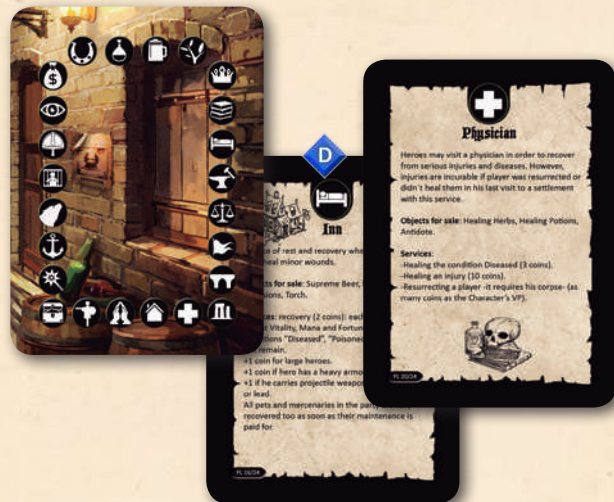 $
D
Inn
e of rest and recovery whe
heal minor wounds.
ts for sale: Supreme Beer,
ions, Torch.
es: recovery (2 coins): each
t Vitality, Mana and Fortun
tions "Diseased", "Poisoned
remain.
+1 coin for large heroes.
+1 coin if hero has a heavy armo
+1 if he carries projectile weapo
or lead.
All pets and mercenaries in the party
recovered too as soon as their maintenance is
paid for.
PL 16/24
Physician
Heroes may visit a physician in order to recover
from serious injuries and diseases. However,
injuries are incurable if player was resurrected or
didn´t heal them in his last visit to a settlement
with this service.
Objects for sale: Healing Herbs, Healing Potions,
Antidote.
Services:
-Healing the condition Diseased (3 coins).
-Healing an injury (10 coins).
-Resurrecting a player -it requires his corpse- (as
many coins as the Character's VP).
PL 20/24